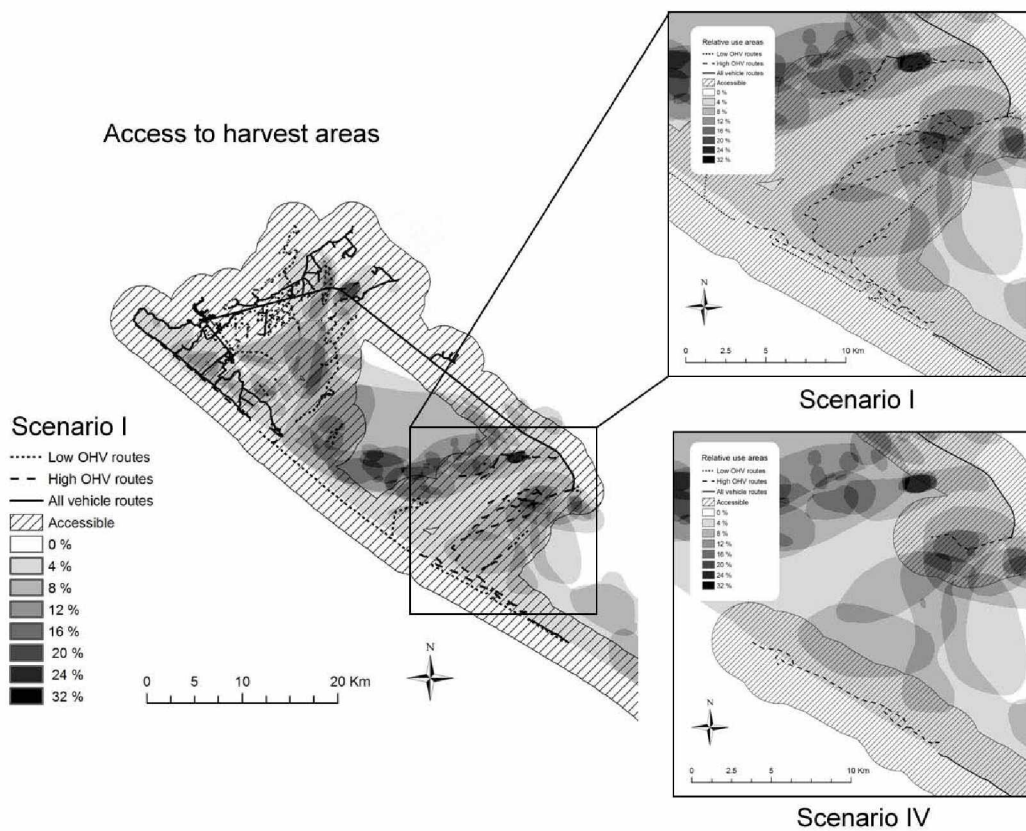 Access to harvest areas
N
Scenario I
Low OHV routes
High OHV routes
All vehicle routes
Accessible
0 %
4 %
8 %
12 %
16 %
20 %
24 %
32 %
0 5 10 20 Km
Relative use areas
Low OHV routes
High OHV routes
All vehicle routes
Accessible
0 %
4 %
8 %
12 %
16 %
20 %
24 %
32 %
N
0 2.5 5 10 Km
Scenario I
Relative use areas
Low OHV routes
High OHV routes
All vehicle routes
Accessible
0 %
4 %
8 %
12 %
16 %
20 %
24 %
32 %
N
0 2.5 5 10 Km
Scenario IV